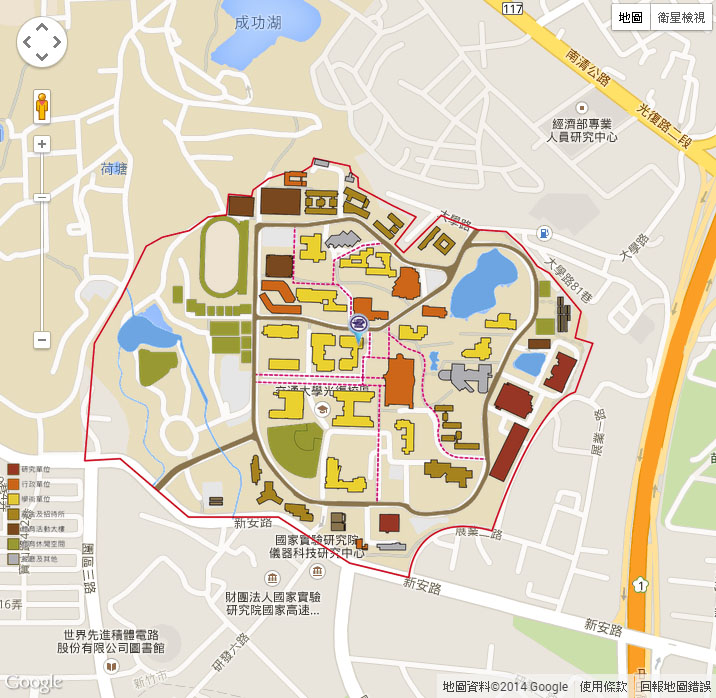 成功湖
117
地圖
衛星檢視
南清公路
光復路二段
經濟部專業
人員研究中心
荷塘
大學路
大學路
大學路81巷
交通大學光復校區
展業一路
研究單位
行政單位
學術單位
宿舍及招待所
體育活動大樓
體育休閒空間
餐廳及其他
新安路
展業二路
國家實驗研究院
儀器科技研究中心
園區三路
新安路
1
財團法人國家實驗
研究院國家高速...
新安路
16弄
世界先進積體電路
股份有限公司圖書館
研發六路
新竹市
Google
地圖資料©2014 Google
使用條款
回報地圖錯誤